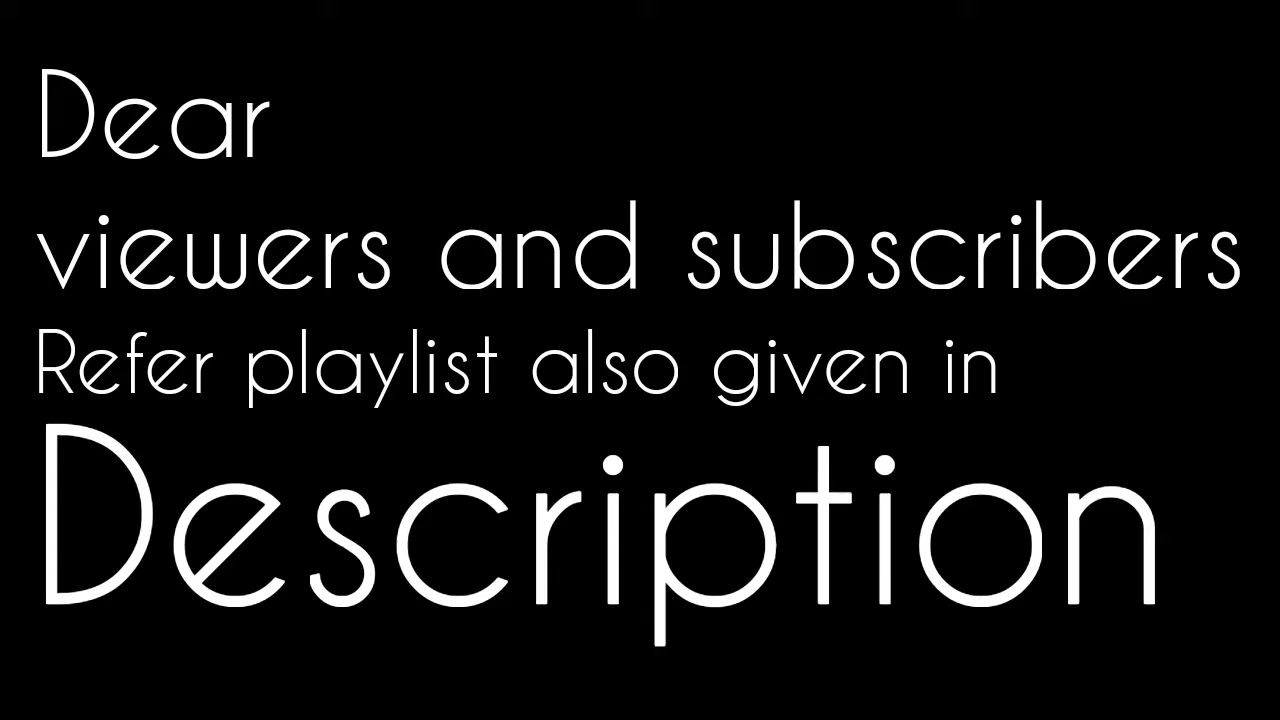 Dear
viewers and subscribers
Refer playlist also given in
Description